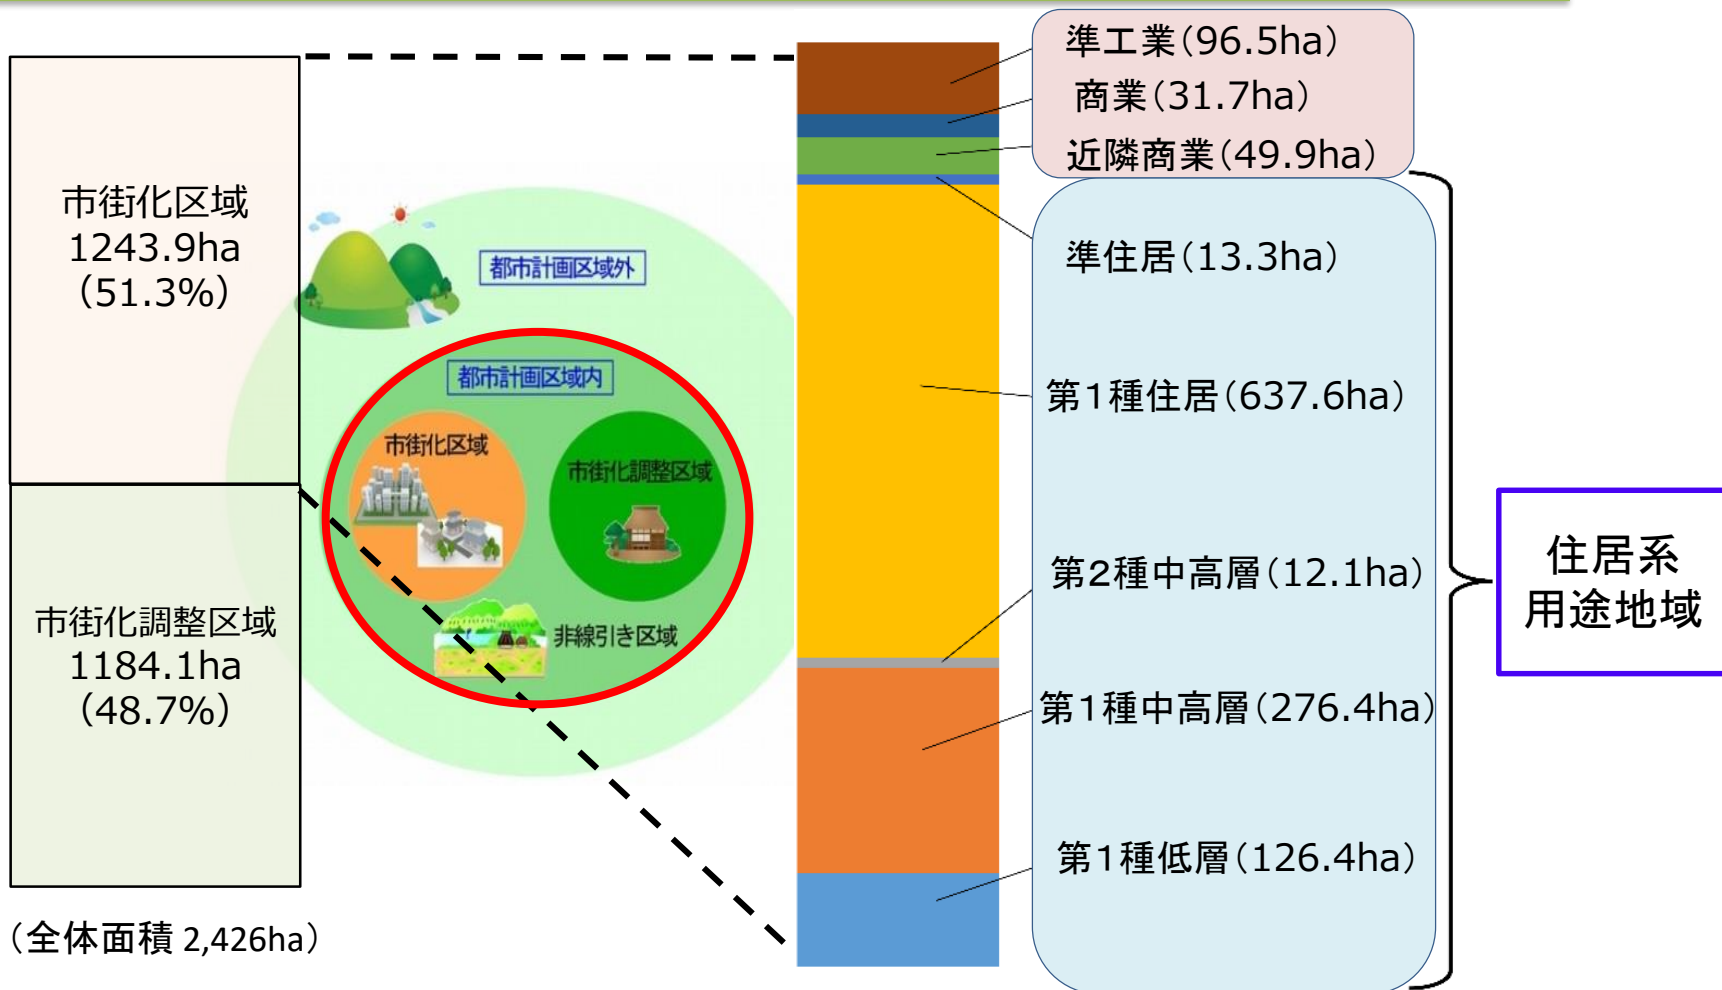 市街化区域
1243.9ha
（51.3%）
市街化調整区域
1184.1ha
（48.7%）
（全体面積 2,426ha）
都市計画区域外
都市計画区域内
市街化区域
市街化調整区域
非線引き区域
準工業（96.5ha）
商業（31.7ha）
近隣商業（49.9ha）
準住居（13.3ha）
第１種住居（637.6ha）
第２種中高層（12.1ha）
第１種中高層（276.4ha）
第１種低層（126.4ha）
住居系
用途地域